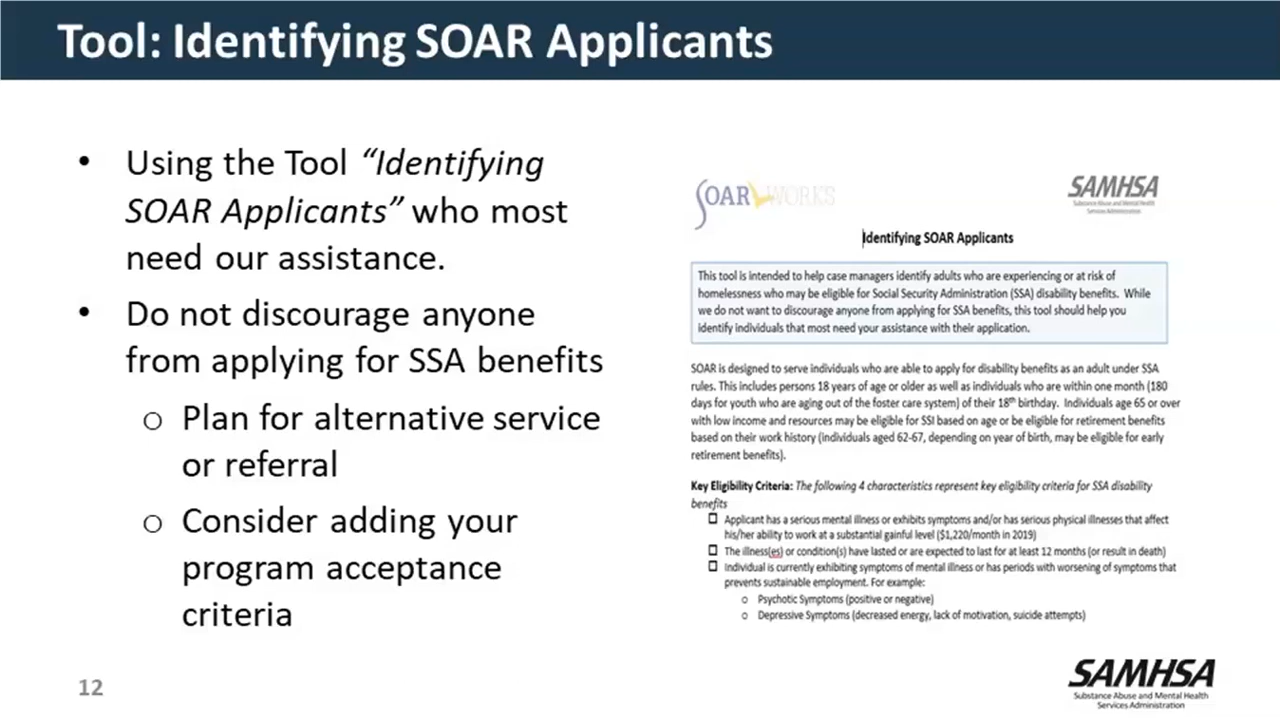 Tool: Identifying SOAR Applicants
• Using the Tool “Identifying
SOAR Applicants” who most
need our assistance.
• Do not discourage anyone
from applying for SSA benefits
o Plan for alternative service
or referral
o Consider adding your
program acceptance
criteria
12
SOAR WORKS
SAMHSA
Substance Abuse and Mental Health
Services Administration
Identifying SOAR Applicants
This tool is intended to help case managers identify adults who are experiencing or at risk of
homelessness who may be eligible for Social Security Administration (SSA) disability benefits. While
we do not want to discourage anyone from applying for SSA benefits, this tool should help you
identify individuals that most need your assistance with their application.
SOAR is designed to serve individuals who are able to apply for disability benefits as an adult under SSA
rules. This includes persons 18 years of age or older as well as individuals who are within one month (180
days for youth who are aging out of the foster care system) of their 18th birthday. Individuals age 65 or over
with low income and resources may be eligible for SSI based on age or be eligible for retirement benefits
based on their work history (individuals aged 62-67, depending on year of birth, may be eligible for early
retirement benefits).
Key Eligibility Criteria: The following 4 characteristics represent key eligibility criteria for SSA disability
benefits
☐ Applicant has a serious mental illness or exhibits symptoms and/or has serious physical illnesses that affect
his/her ability to work at a substantial gainful level ($1,220/month in 2019)
☐ The illness(es) or condition(s) have lasted or are expected to last for at least 12 months (or result in death)
☐ Individual is currently exhibiting symptoms of mental illness or has periods with worsening of symptoms that
prevents sustainable employment. For example:
o Psychotic Symptoms (positive or negative)
o Depressive Symptoms (decreased energy, lack of motivation, suicide attempts)
SAMHSA
Substance Abuse and Mental Health
Services Administration